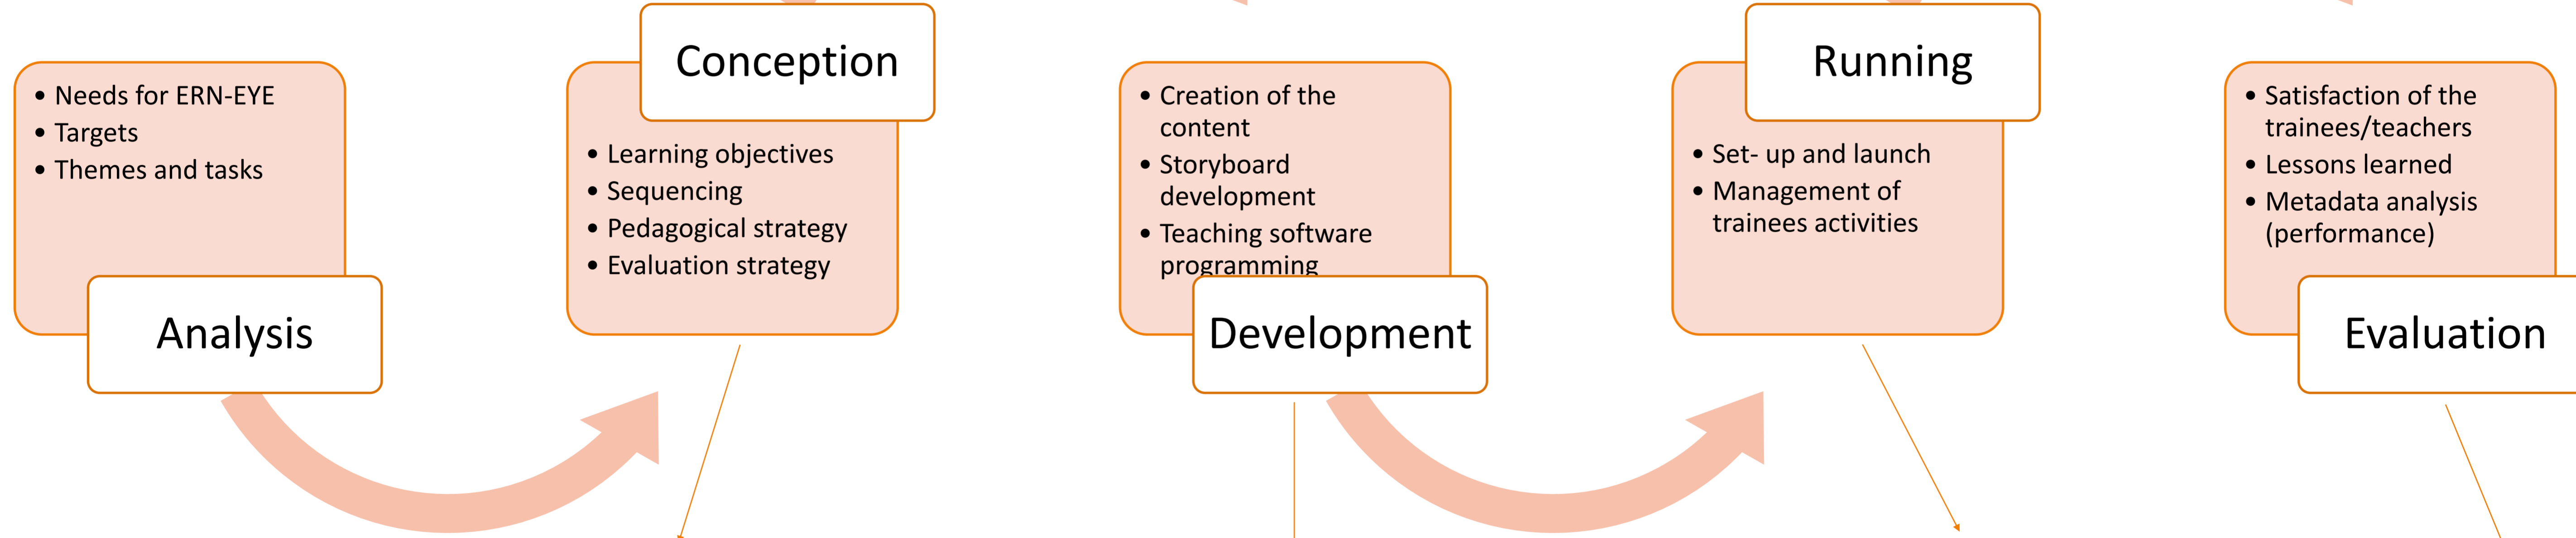 • Needs for ERN-EYE
• Targets
• Themes and tasks
Analysis
Conception
• Learning objectives
• Sequencing
• Pedagogical strategy
• Evaluation strategy
• Creation of the
content
• Storyboard
development
• Teaching software
programming
Development
Running
• Set- up and launch
• Management of
trainees activities
• Satisfaction of the
trainees/teachers
• Lessons learned
• Metadata analysis
(performance)
Evaluation